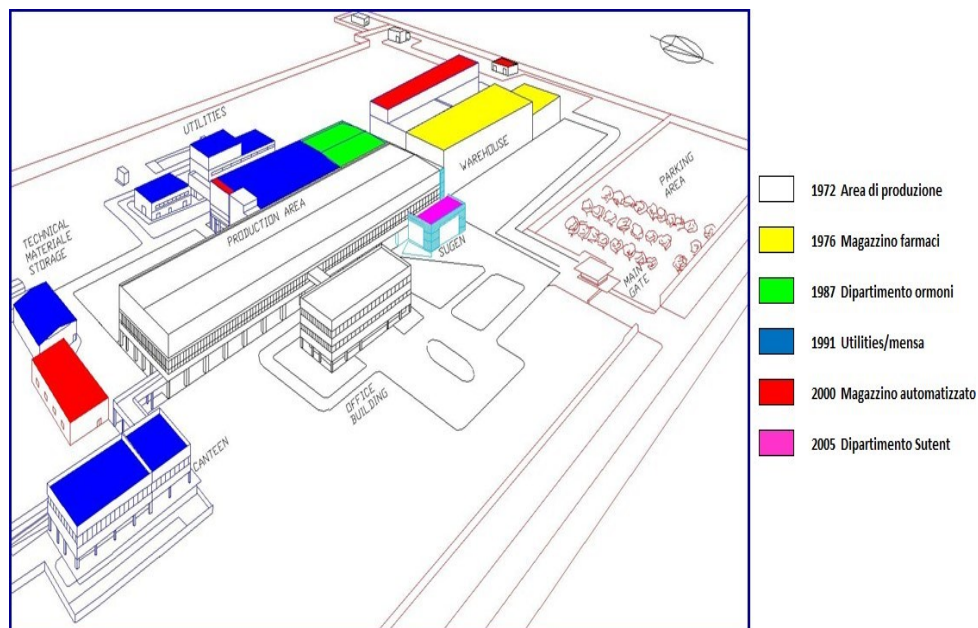 UTILITIES
WAREHOUSE
PARKING
AREA
PRODUCTION AREA
TECHNICAL
MATERIALE
STORAGE
SUGEN
MAIN
GATE
OFFICE
BUILDING
CANTEEN
1972 Area di produzione
1976 Magazzino farmaci
1987 Dipartimento ormoni
1991 Utilities/mensa
2000 Magazzino automatizzato
2005 Dipartimento Sutent